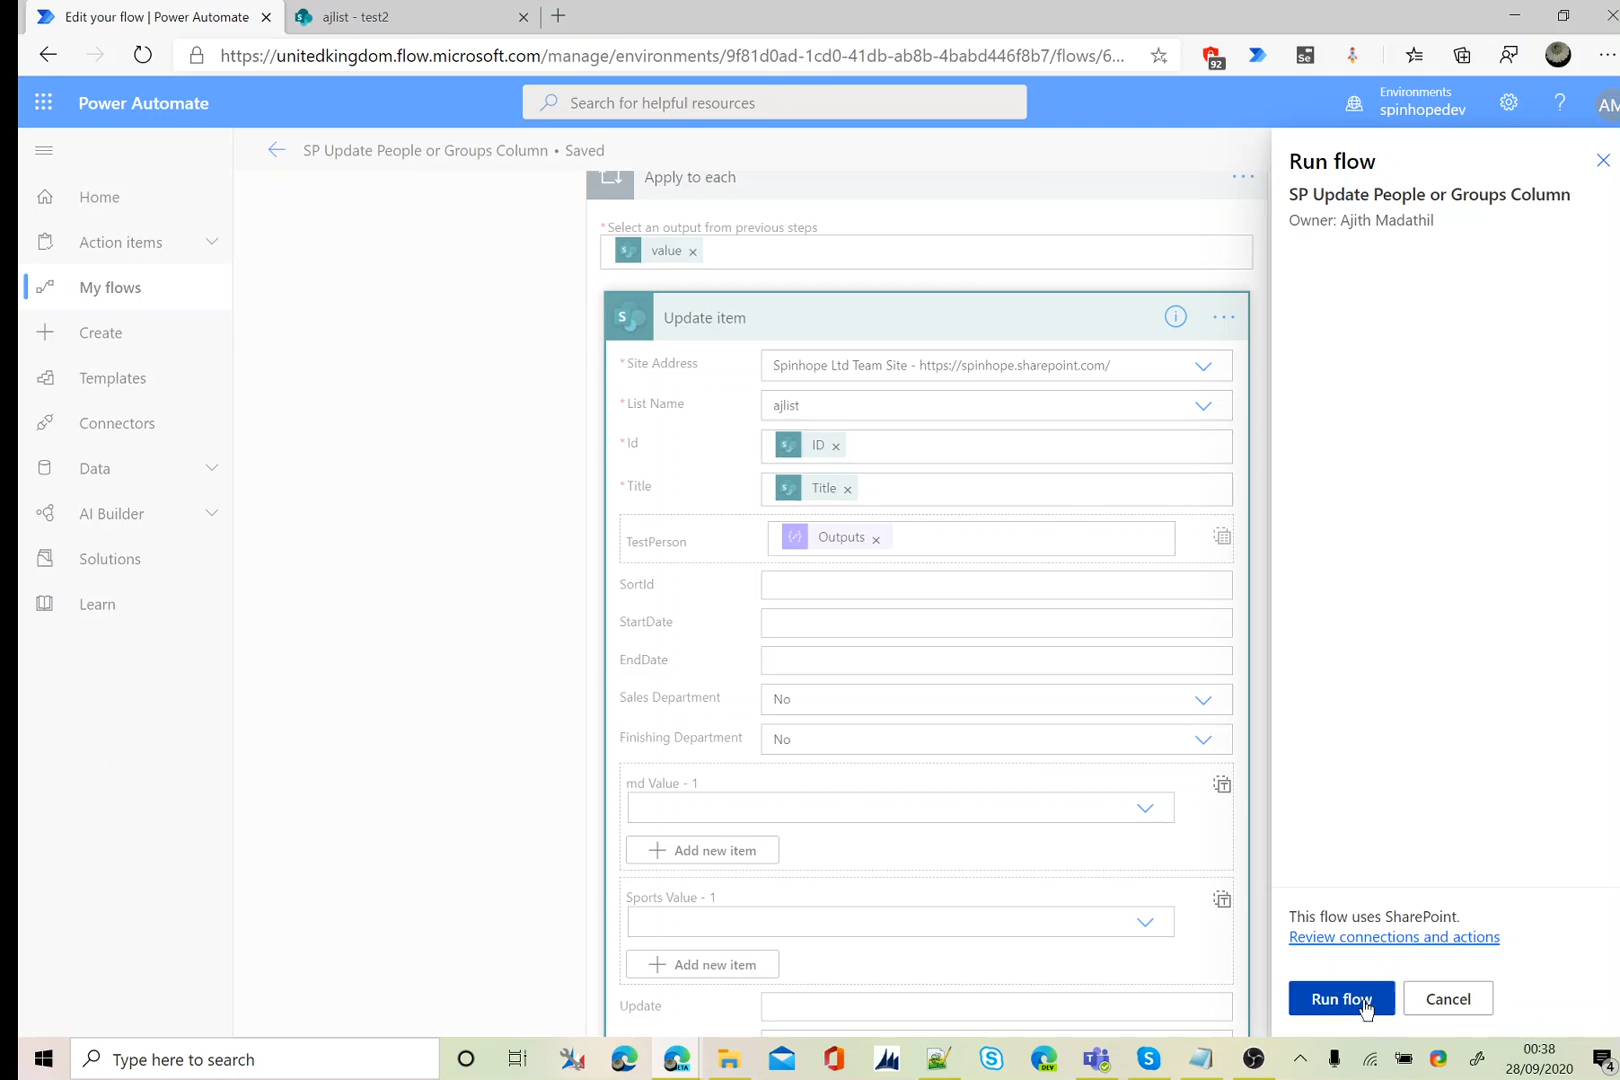 Edit your flow | Power Automate
ajlist - test2
https://unitedkingdom.flow.microsoft.com/manage/environments/9f81d0ad-1cd0-41db-ab8b-4babd446f8b7/flows/6...
92
Se
Power Automate
Search for helpful resources
Environments
spinhopedev
?
AM
SP Update People or Groups Column • Saved
Home
Action items
My flows
Create
Templates
Connectors
Data
AI Builder
Solutions
Learn
Apply to each
* Select an output from previous steps
value
Update item
* Site Address
Spinhope Ltd Team Site - https://spinhope.sharepoint.com/
* List Name
ajlist
* Id
ID
* Title
Title
TestPerson
Outputs
SortId
StartDate
EndDate
Sales Department
No
Finishing Department
No
md Value - 1
Add new item
Sports Value - 1
Add new item
Update
Run flow
SP Update People or Groups Column
Owner: Ajith Madathil
This flow uses SharePoint.
Review connections and actions
Run flow
Cancel
Type here to search
BETA
DEV
00:38
28/09/2020
4